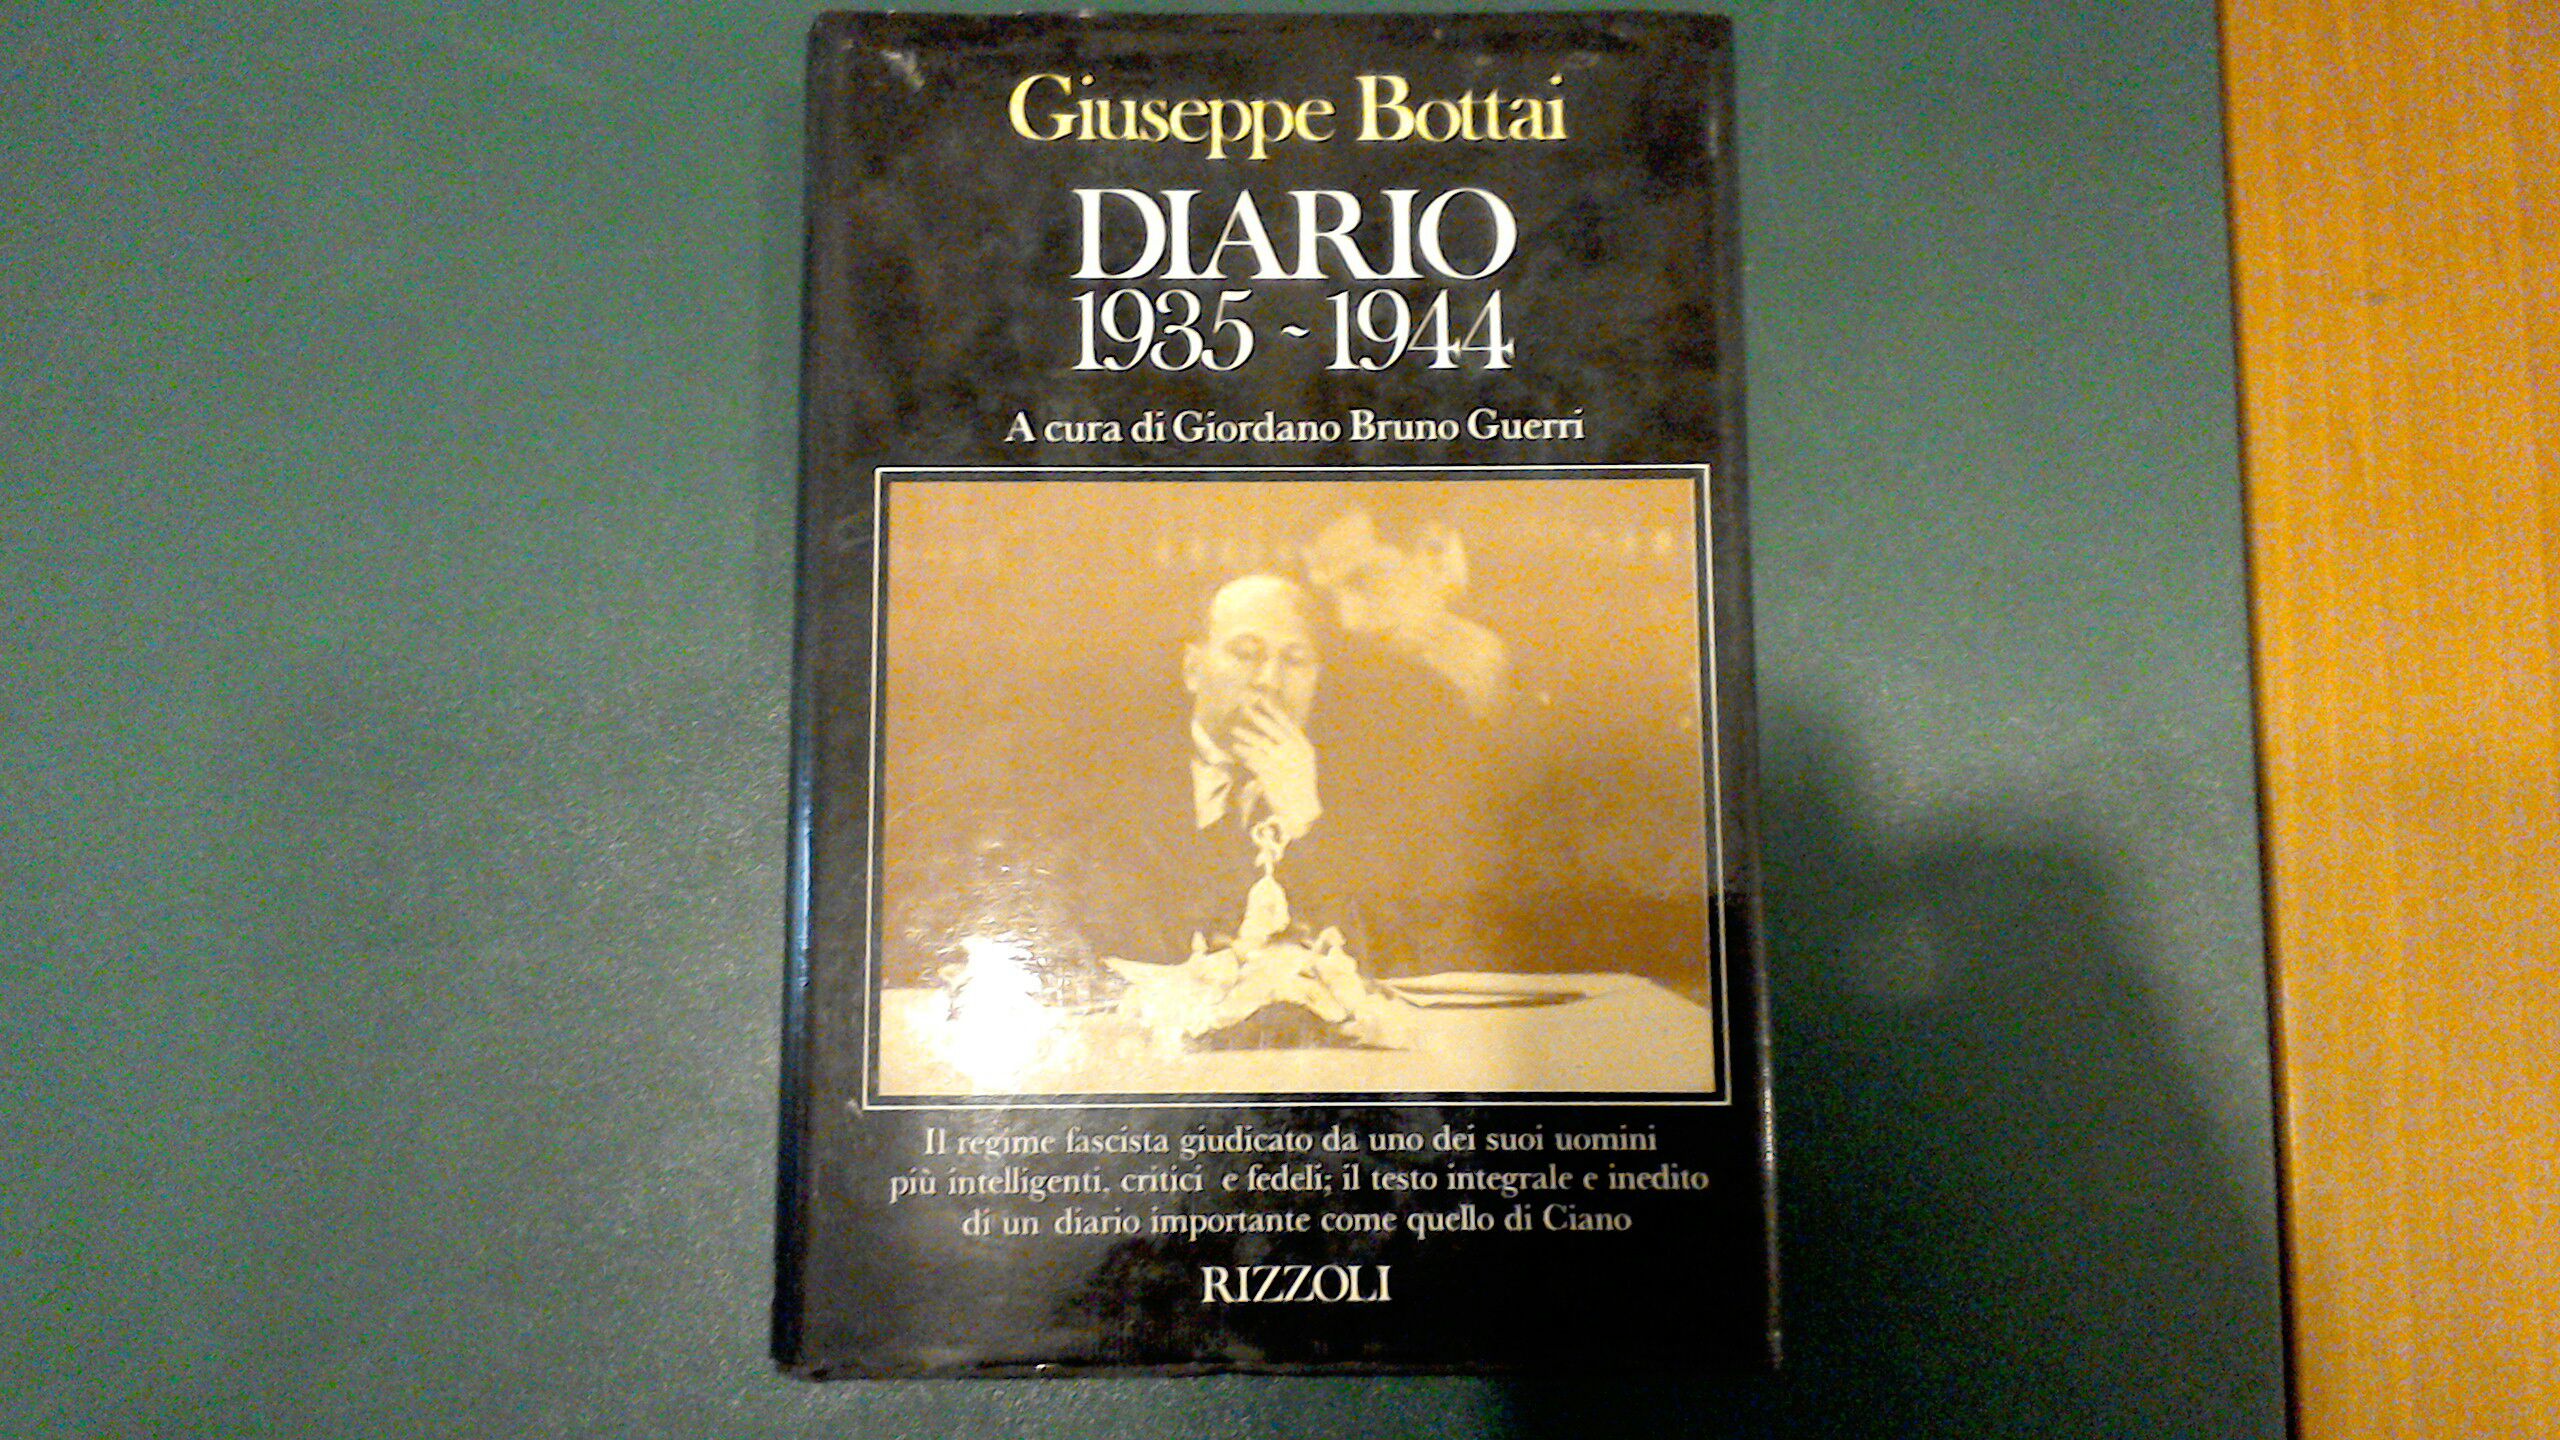 Giuseppe Bottai
DIARIO
1935~1944
A cura di Giordano Bruno Guerri
Il regime fascista giudicato da uno dei suoi uomini
più intelligenti, critici e fedeli; il testo integrale e inedito
di un diario importante come quello di Ciano
RIZZOLI